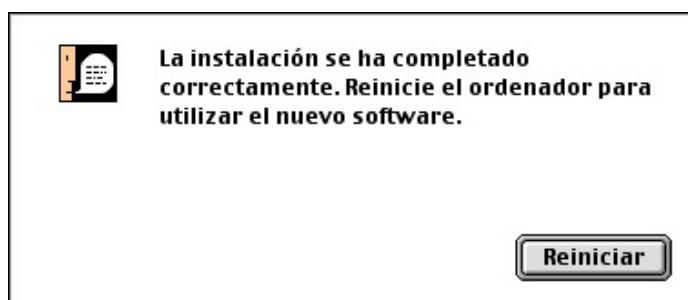 La instalación se ha completado
correctamente. Reinicie el ordenador para
utilizar el nuevo software.
Reiniciar